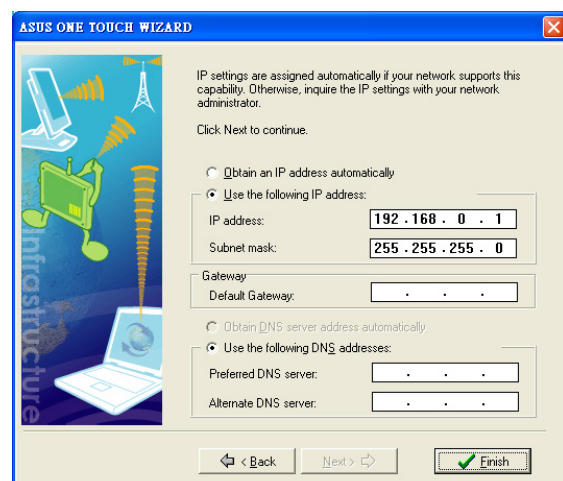 ASUS ONE TOUCH WIZARD
IP settings are assigned automatically if your network supports this
capability. Otherwise, inquire the IP settings with your network
administrator.
Click Next to continue.
Obtain an IP address automatically
Use the following IP address:
IP address: 192 . 168 . 0 . 1
Subnet mask: 255 . 255 . 255 . 0
Gateway
Default Gateway: . . .
Obtain DNS server address automatically
Use the following DNS addresses:
Preferred DNS server: . . .
Alternate DNS server: . . .
Infrastructure
< Back
Next >
Finish